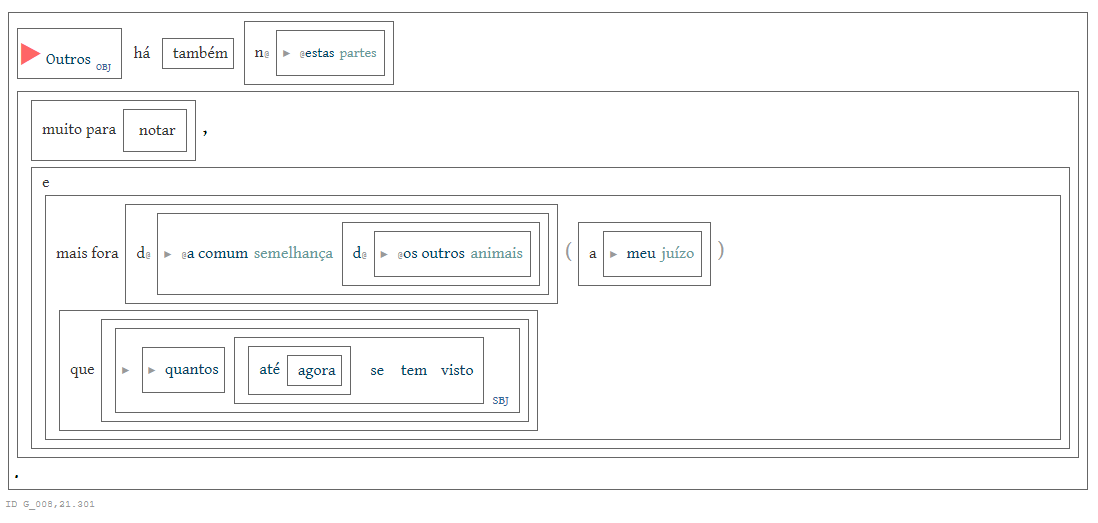 ▶ Outros OBJ há também n@ ▸ @estas partes
muito para notar ,
e
mais fora d@ ▸ @a comum semelhança d@ ▸ @os outros animais ( a ▸ meu juízo )
que ▸ ▸ quantos até agora se tem visto SBJ
.
ID G_008,21.301